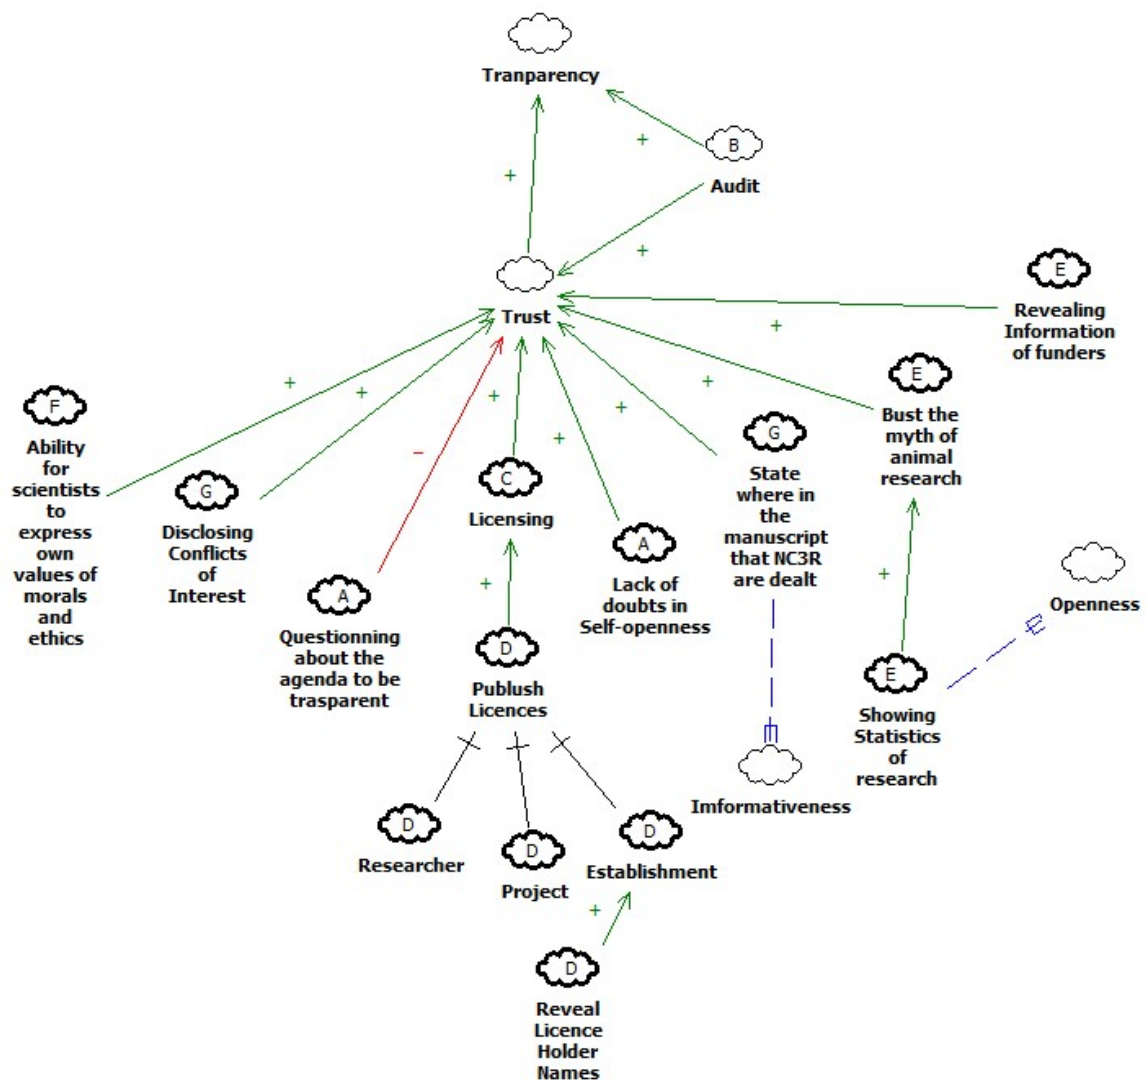 Tranparency
+
+
B
Audit
+
Trust
E
Revealing
Information
of funders
+
F
Ability
for
scientists
to
express
own
values of
morals
and
ethics
+
G
Disclosing
Conflicts
of
Interest
+
A
Questionning
about the
agenda to be
trasparent
–
C
Licensing
+
A
Lack of
doubts in
Self-openness
+
G
State
where in
the
manuscript
that NC3R
are dealt
+
E
Bust the
myth of
animal
research
+
D
Publush
Licences
+
E
Showing
Statistics
of
research
+
Openness
Imformativeness
D
Researcher
D
Project
D
Establishment
+
D
Reveal
Licence
Holder
Names